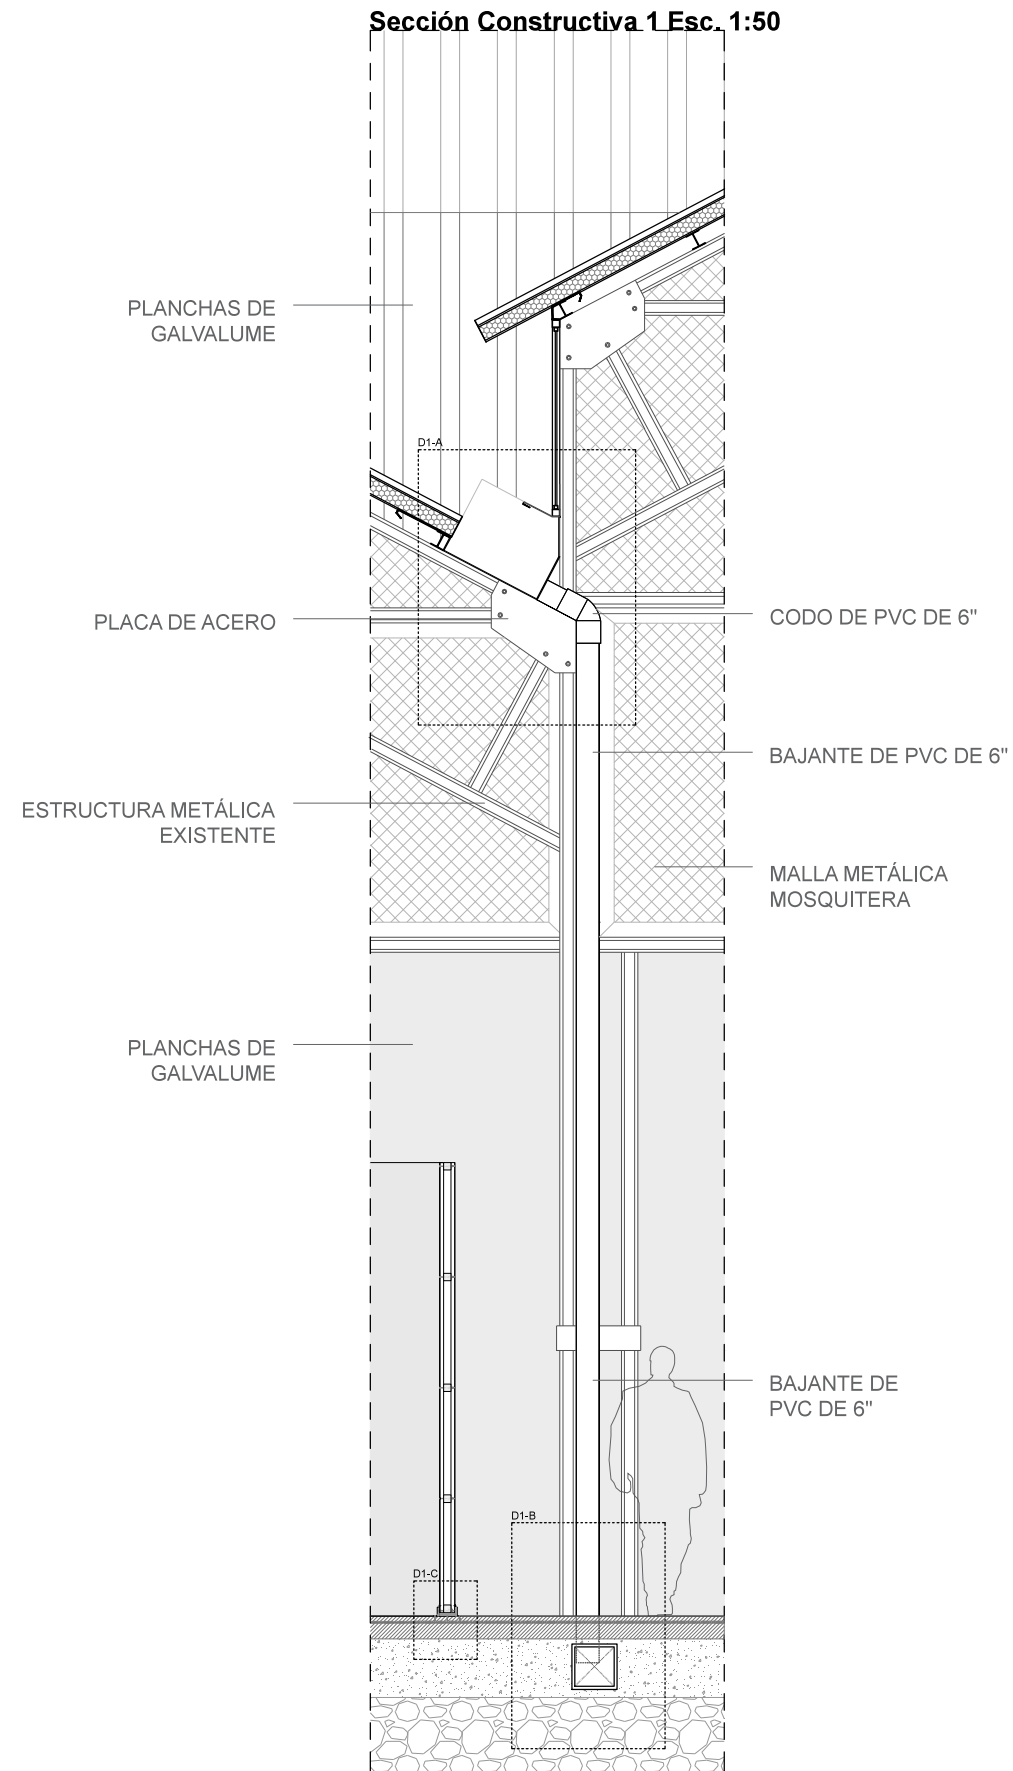 Sección Constructiva 1 Esc. 1:50
PLANCHAS DE
GALVALUME
D1-A
PLACA DE ACERO
CODO DE PVC DE 6"
BAJANTE DE PVC DE 6"
ESTRUCTURA METÁLICA
EXISTENTE
MALLA METÁLICA
MOSQUITERA
PLANCHAS DE
GALVALUME
BAJANTE DE
PVC DE 6"
D1-B
D1-C